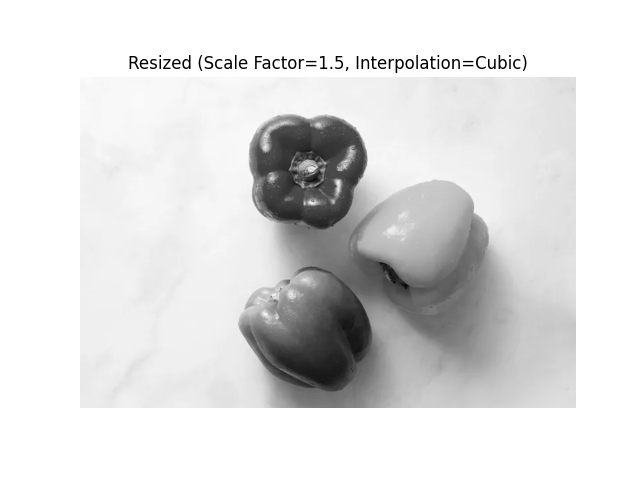 Resized (Scale Factor=1.5, Interpolation=Cubic)